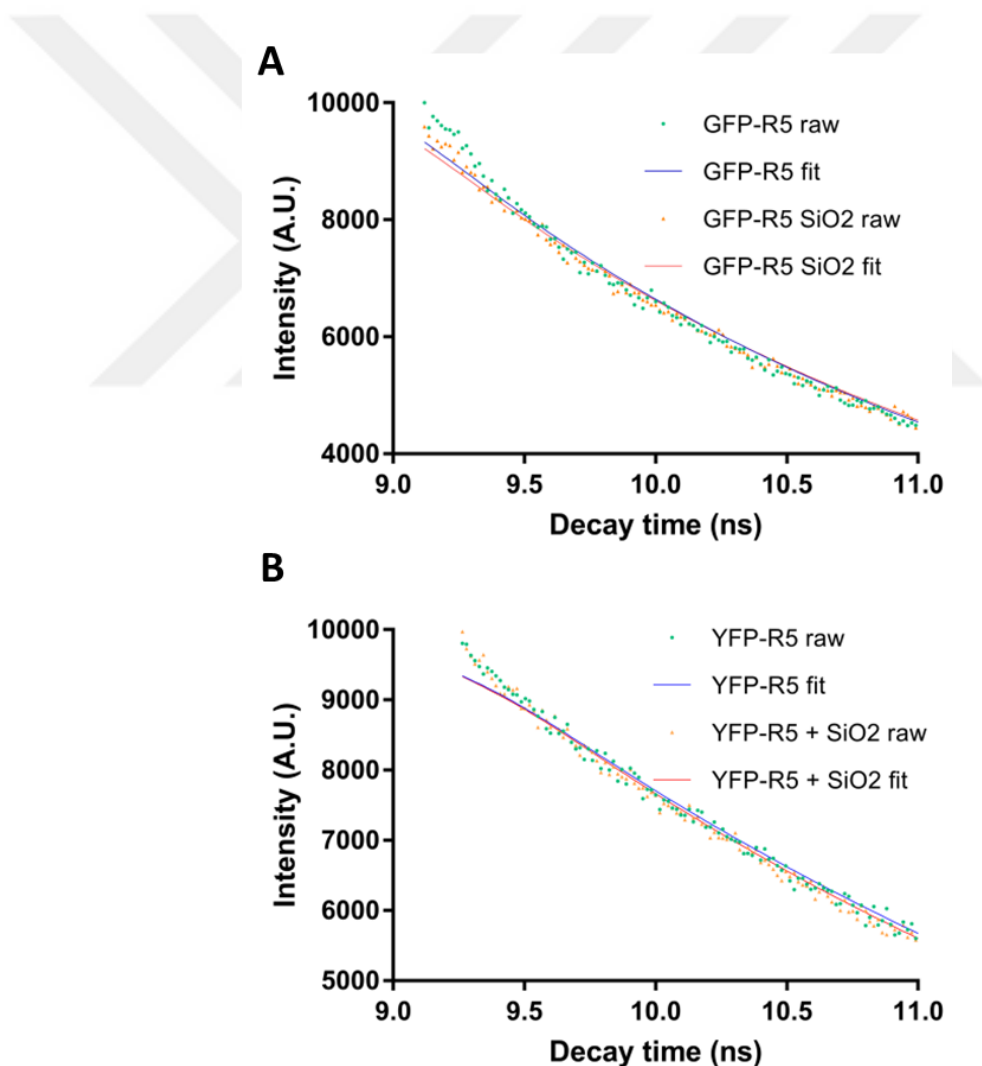 A
10000
8000
6000
4000
Intensity (A.U.)
GFP-R5 raw
GFP-R5 fit
GFP-R5 SiO2 raw
GFP-R5 SiO2 fit
9.0 9.5 10.0 10.5 11.0
Decay time (ns)
B
10000
9000
8000
7000
6000
5000
Intensity (A.U.)
YFP-R5 raw
YFP-R5 fit
YFP-R5 + SiO2 raw
YFP-R5 + SiO2 fit
9.0 9.5 10.0 10.5 11.0
Decay time (ns)